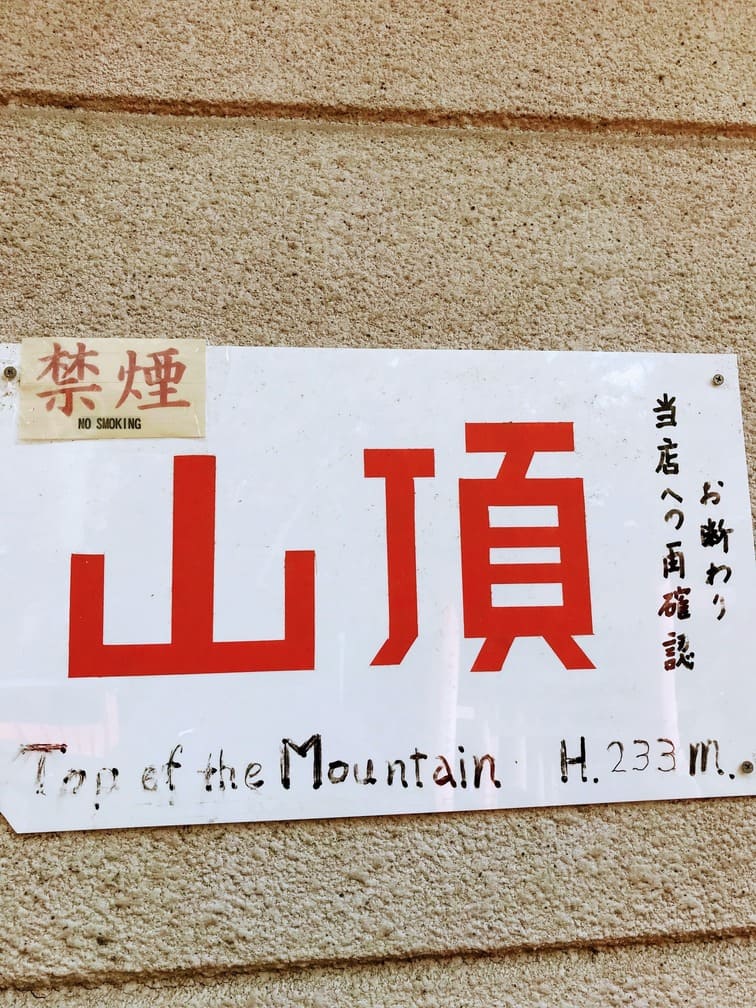 禁煙
NO SMOKING
山頂
お断わり
当店への再確認
Top of the Mountain H. 233 m.